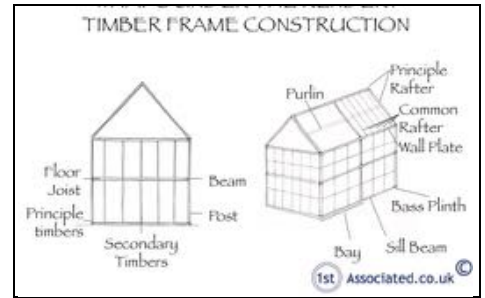 TIMBER FRAME CONSTRUCTION
Principle
Rafter
Purlin
Common
Rafter
Wall Plate
Floor
Joist
Beam
Principle
timbers
Post
Secondary
Timbers
Bass Plinth
Sill Beam
Bay
1st Associated.co.uk ©